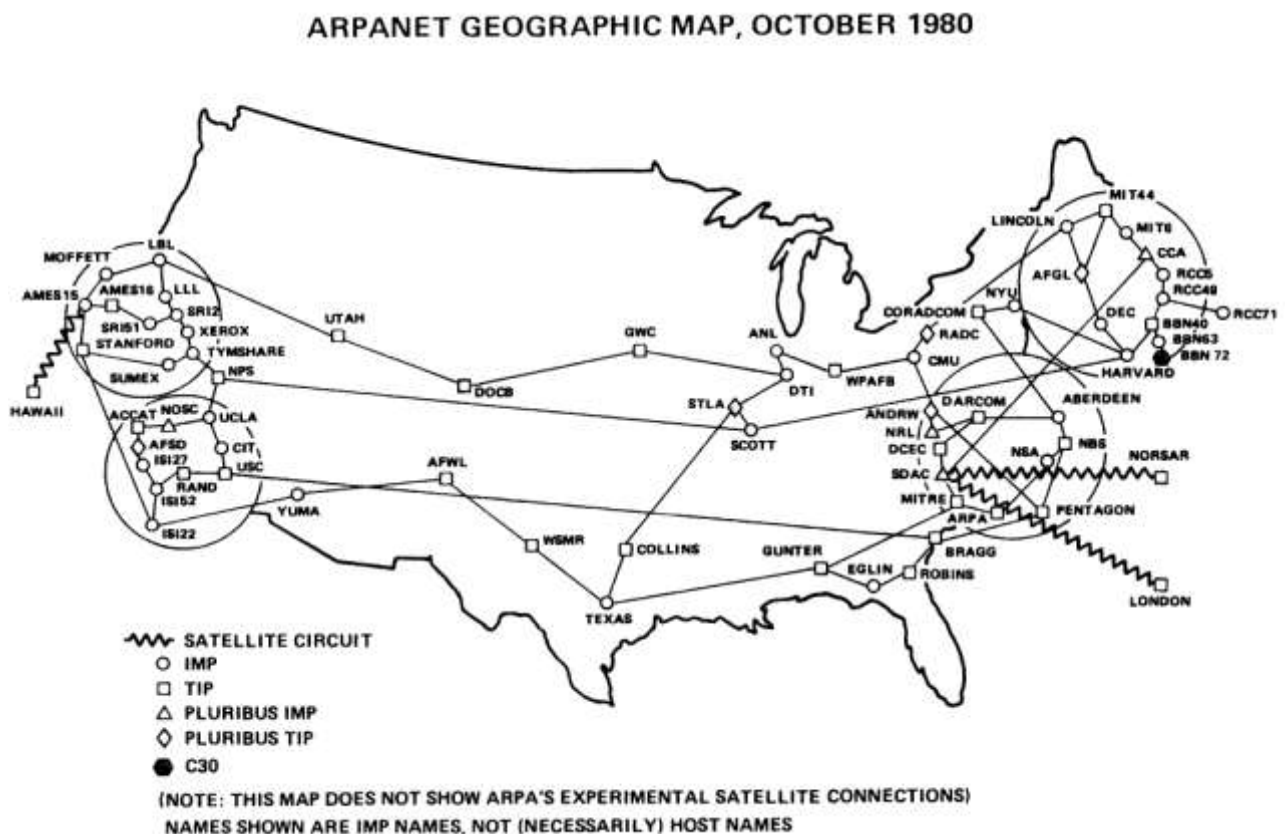 ARPANET GEOGRAPHIC MAP, OCTOBER 1980
MIT44
LINCOLN
MIT6
MOFFETT
LBL
CCA
AFGL
RCC5
AMES15
AMES16
LLL
RCC49
SRI2
NYU
DEC
SRI51
XEROX
UTAH
GWC
ANL
CORADCOM
RADC
BBN40
RCC71
STANFORD
TYMSHARE
BBN63
SUMEX
NPS
CMU
BBN 72
HARVARD
HAWAII
DOCB
DTI
WPAFB
ACCAT
NOSC
UCLA
STLA
ANDRW
DARCOM
ABERDEEN
SCOTT
NRL
AFSD
CIT
DCEC
NSA
NBS
ISI27
USC
AFWL
SDAC
NORSAR
RAND
ISI52
YUMA
MITRE
ARPA
PENTAGON
ISI22
WSMR
COLLINS
GUNTER
BRAGG
EGLIN
ROBINS
LONDON
TEXAS
SATELLITE CIRCUIT
IMP
TIP
PLURIBUS IMP
PLURIBUS TIP
C30
(NOTE: THIS MAP DOES NOT SHOW ARPA'S EXPERIMENTAL SATELLITE CONNECTIONS)
NAMES SHOWN ARE IMP NAMES, NOT (NECESSARILY) HOST NAMES